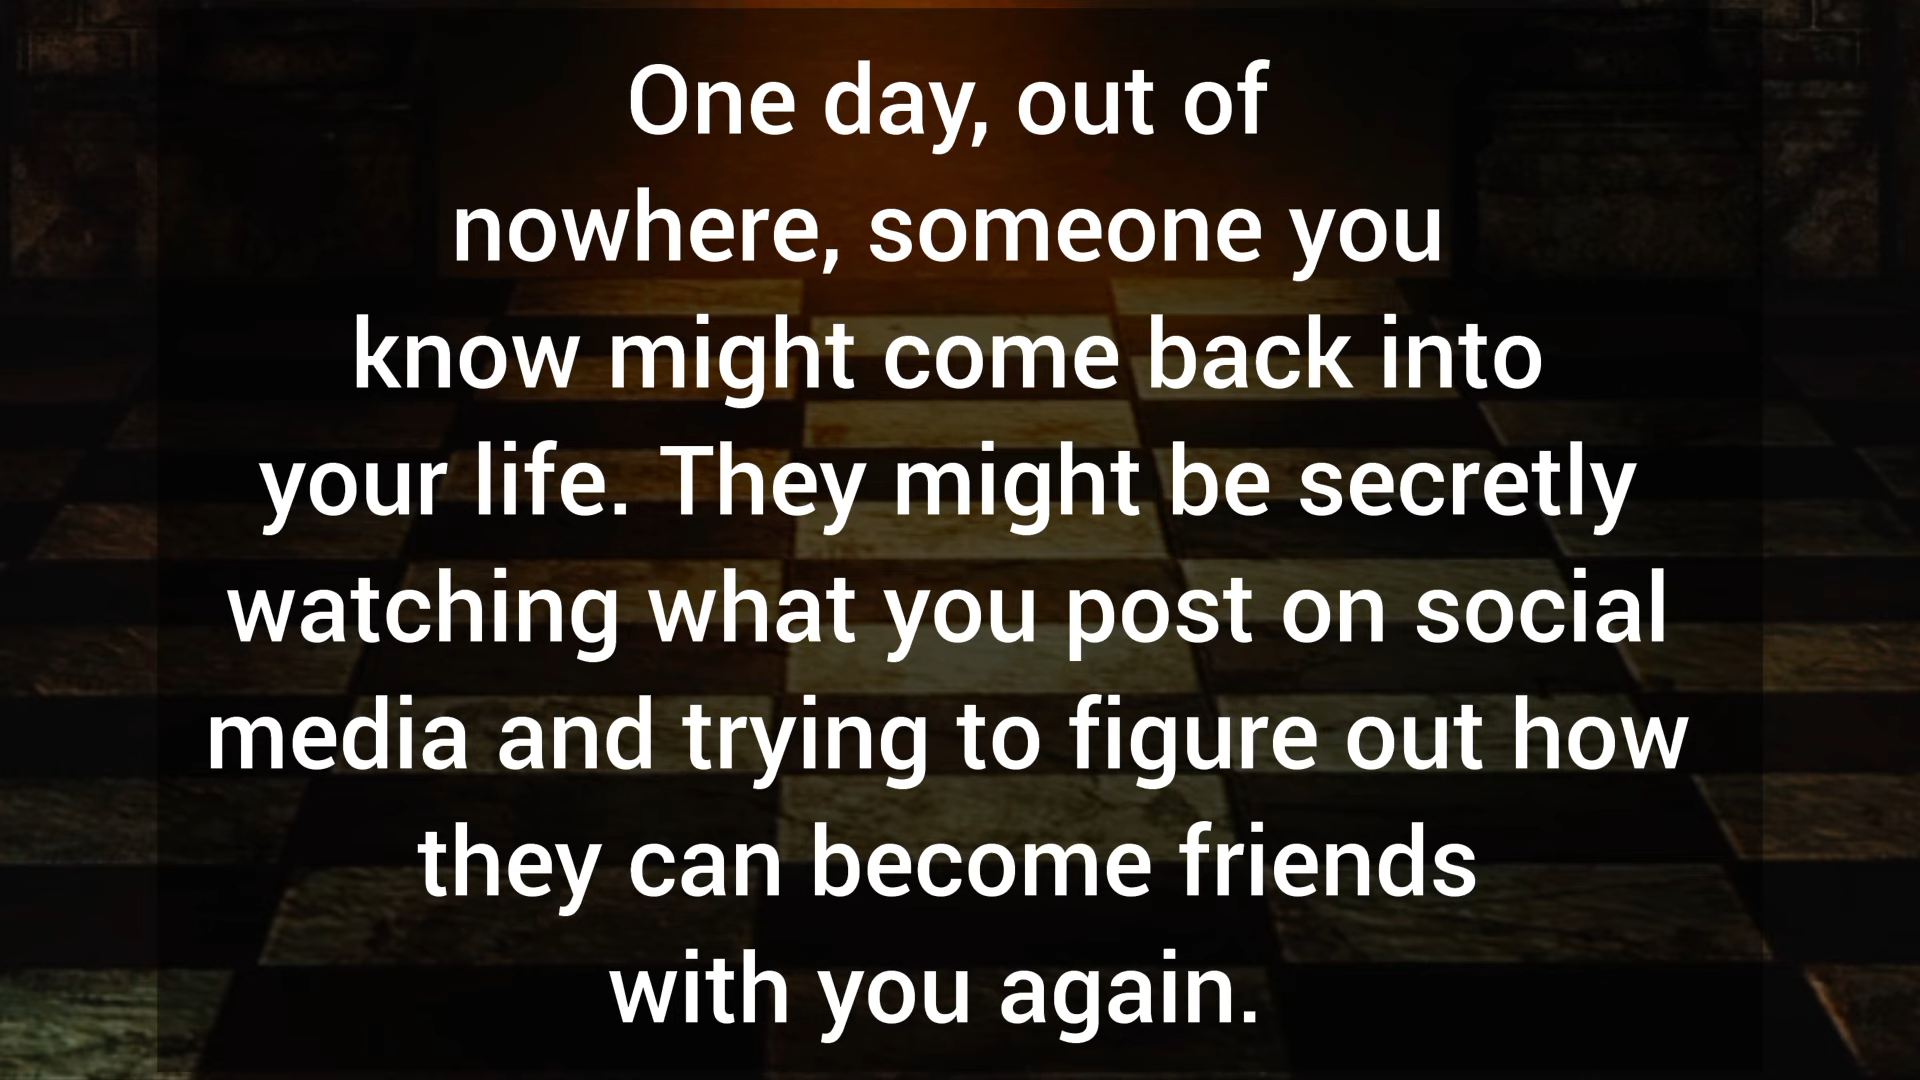 One day, out of
nowhere, someone you
know might come back into
your life. They might be secretly
watching what you post on social
media and trying to figure out how
they can become friends
with you again.